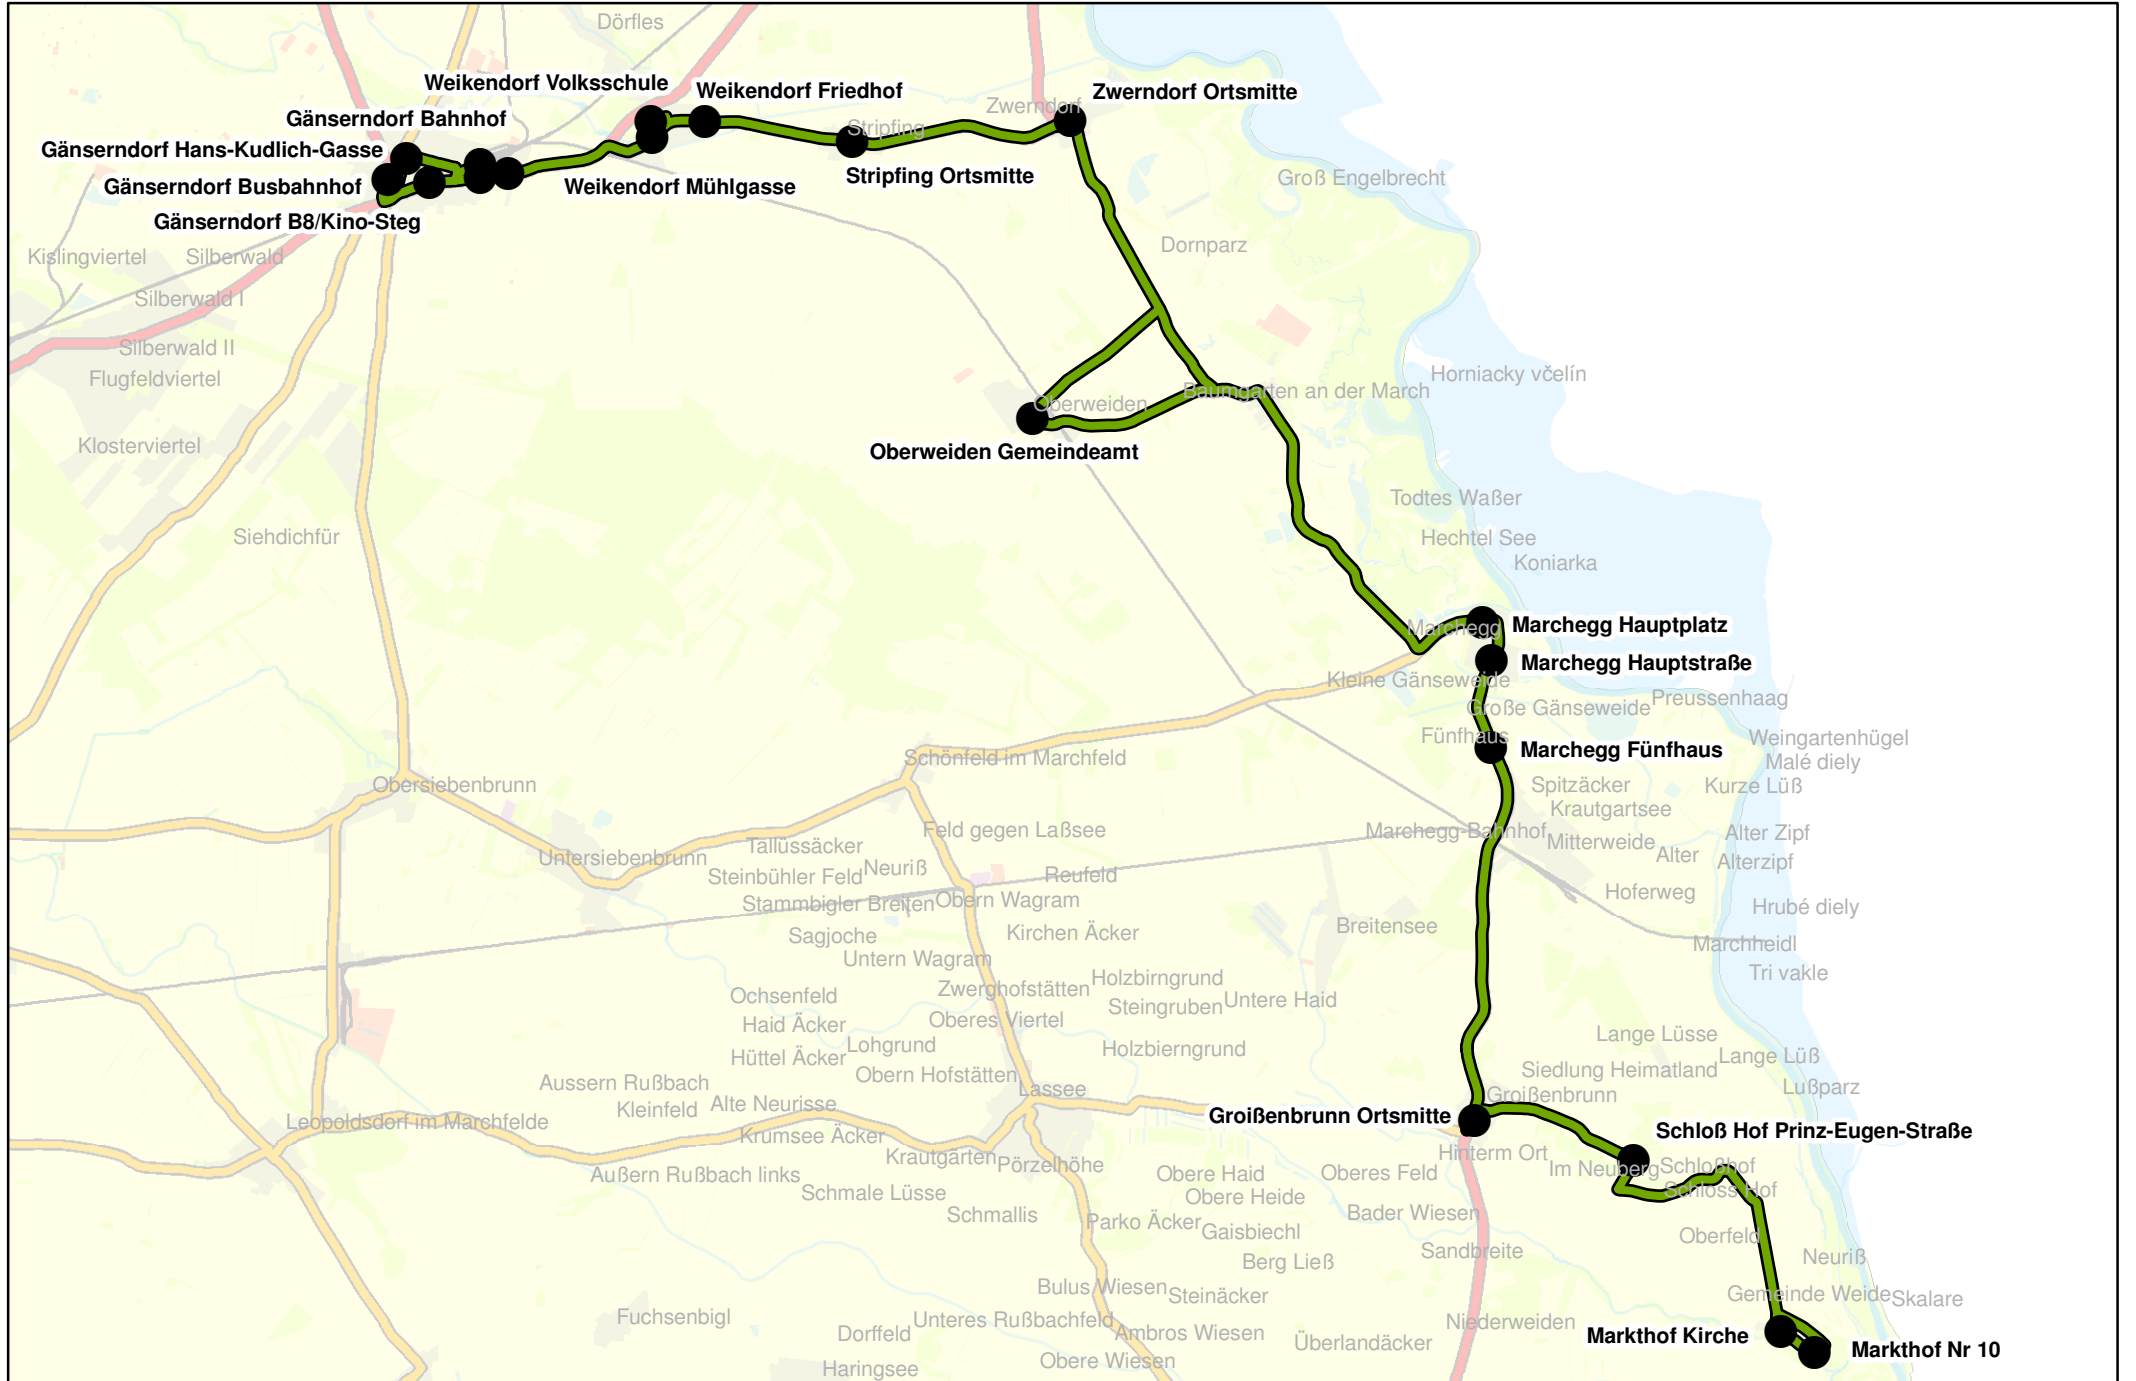 Dörfles
Weikendorf Volksschule
Weikendorf Friedhof
Zwerndorf Ortsmitte
Zwerndorf
Gänserndorf Bahnhof
Stripfing
Gänserndorf Hans-Kudlich-Gasse
Gänserndorf Busbahnhof
Weikendorf Mühlgasse
Stripfing Ortsmitte
Groß Engelbrecht
Gänserndorf B8/Kino-Steg
Dornparz
Kislingviertel
Silberwald
Silberwald I
Silberwald II
Flugfeldviertel
Horniacky včelín
Baumgarten an der March
Oberweiden
Klosterviertel
Oberweiden Gemeindeamt
Todtes Waßer
Siehdichfür
Hechtel See
Koniarka
Marchegg
Marchegg Hauptplatz
Marchegg Hauptstraße
Kleine Gänseweide
Preussenhaag
Große Gänseweide
Fünfhaus
Marchegg Fünfhaus
Weingartenhügel
Schönfeld im Marchfeld
Malé diely
Obersiebenbrunn
Spitzäcker
Kurze Lüß
Krautgartsee
Feld gegen Laßsee
Marchegg-Bahnhof
Alter Zipf
Tallüssäcker
Mitterweide
Untersiebenbrunn
Alter
Alterzipf
Neuriß
Steinbühler Feld
Reufeld
Hoferweg
Stammbigler Breiten
Obern Wagram
Hrubé diely
Breitensee
Sagjoche
Kirchen Äcker
Marchheidl
Untern Wagram
Tri vakle
Holzbirngrund
Zwerghofstätten
Ochsenfeld
Steingruben
Untere Haid
Haid Äcker
Oberes Viertel
Lange Lüsse
Lohgrund
Holzbierngrund
Hüttel Äcker
Lange Lüß
Siedlung Heimatland
Obern Hofstätten
Aussern Rußbach
Lassee
Lußparz
Groißenbrunn
Kleinfeld
Alte Neurisse
Groißenbrunn Ortsmitte
Leopoldsdorf im Marchfelde
Schloß Hof Prinz-Eugen-Straße
Krumsee Äcker
Hinterm Ort
Krautgarten
Pörzelhöhe
Im Neuberg
Schloßhof
Außern Rußbach links
Obere Haid
Oberes Feld
Schloss Hof
Schmale Lüsse
Obere Heide
Schmallis
Bader Wiesen
Parko Äcker
Gaisbiechl
Oberfeld
Sandbreite
Neuriß
Berg Ließ
Bulus Wiesen
Steinäcker
Gemeinde Weide
Skalare
Fuchsenbigl
Unteres Rußbachfeld
Niederweiden
Dorffeld
Ambros Wiesen
Überlandäcker
Markthof Kirche
Markthof Nr 10
Haringsee
Obere Wiesen